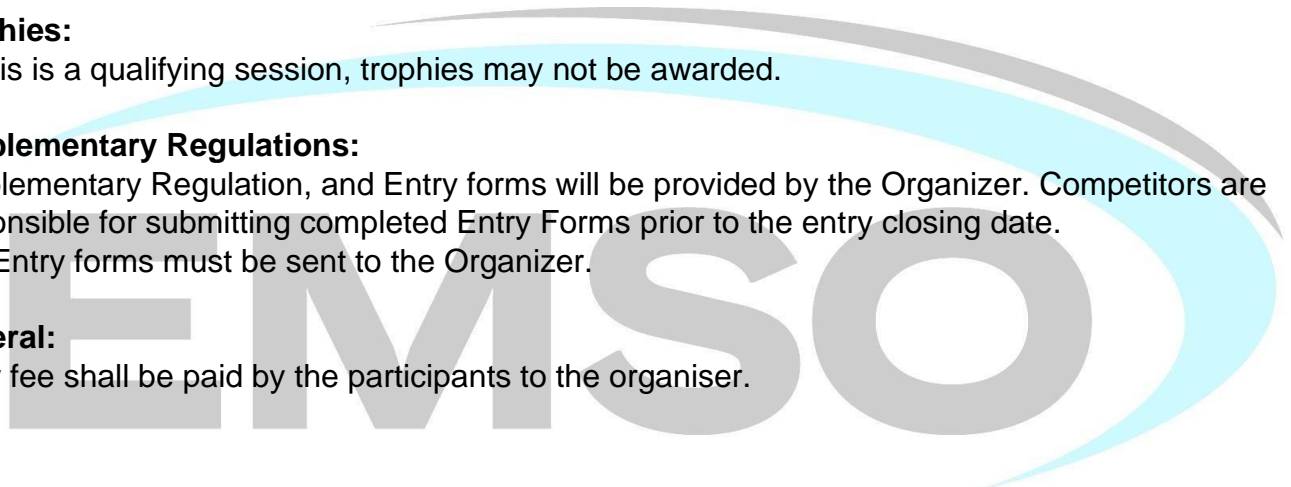 hies:
is is a qualifying session, trophies may not be awarded.
plementary Regulations:
plementary Regulation, and Entry forms will be provided by the Organizer. Competitors are
onsible for submitting completed Entry Forms prior to the entry closing date.
Entry forms must be sent to the Organizer.
eral:
fee shall be paid by the participants to the organiser.
EMSO